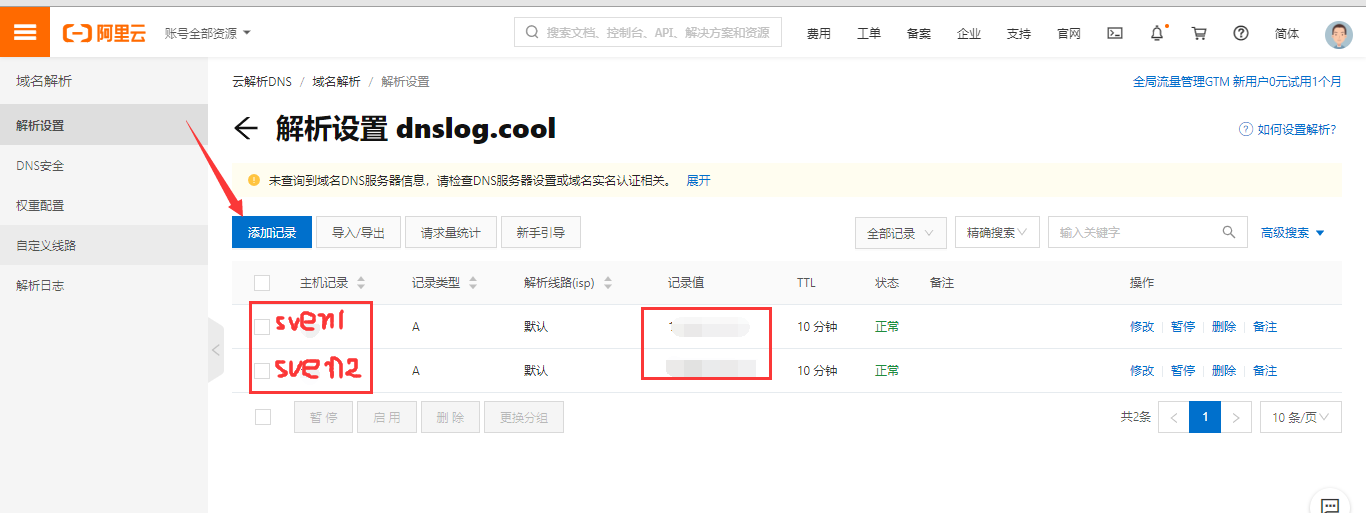 阿里云 账号全部资源 搜索文档、控制台、API、解决方案和资源 费用 工单 备案 企业 支持 官网 简体
域名解析
解析设置
DNS安全
权重配置
自定义线路
解析日志
云解析DNS / 域名解析 / 解析设置
全局流量管理GTM 新用户0元试用1个月
解析设置 dnslog.cool
如何设置解析?
未查询到域名DNS服务器信息，请检查DNS服务器设置或域名实名认证相关。 展开
添加记录 导入/导出 请求量统计 新手引导 全部记录 精确搜索 输入关键字 高级搜索
主机记录 记录类型 解析线路(isp) 记录值 TTL 状态 备注 操作
sven1 A 默认 10 分钟 正常 修改 暂停 删除 备注
sven2 A 默认 10 分钟 正常 修改 暂停 删除 备注
暂停 启用 删除 更换分组 共2条 < 1 > 10 条/页